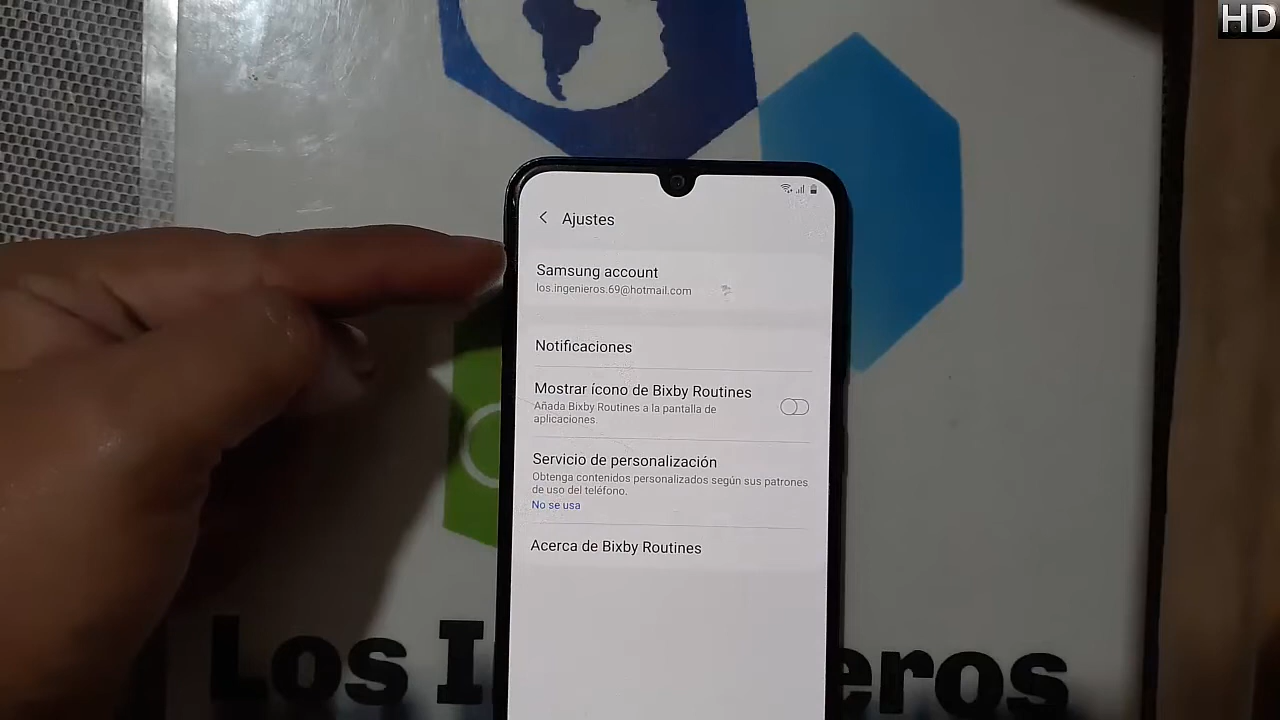 HD
Ajustes
Samsung account
los.ingenieros.69@hotmail.com
Notificaciones
Mostrar ícono de Bixby Routines
Añada Bixby Routines a la pantalla de
aplicaciones.
Servicio de personalización
Obtenga contenidos personalizados según sus patrones
de uso del teléfono.
No se usa
Acerca de Bixby Routines
Los I eros